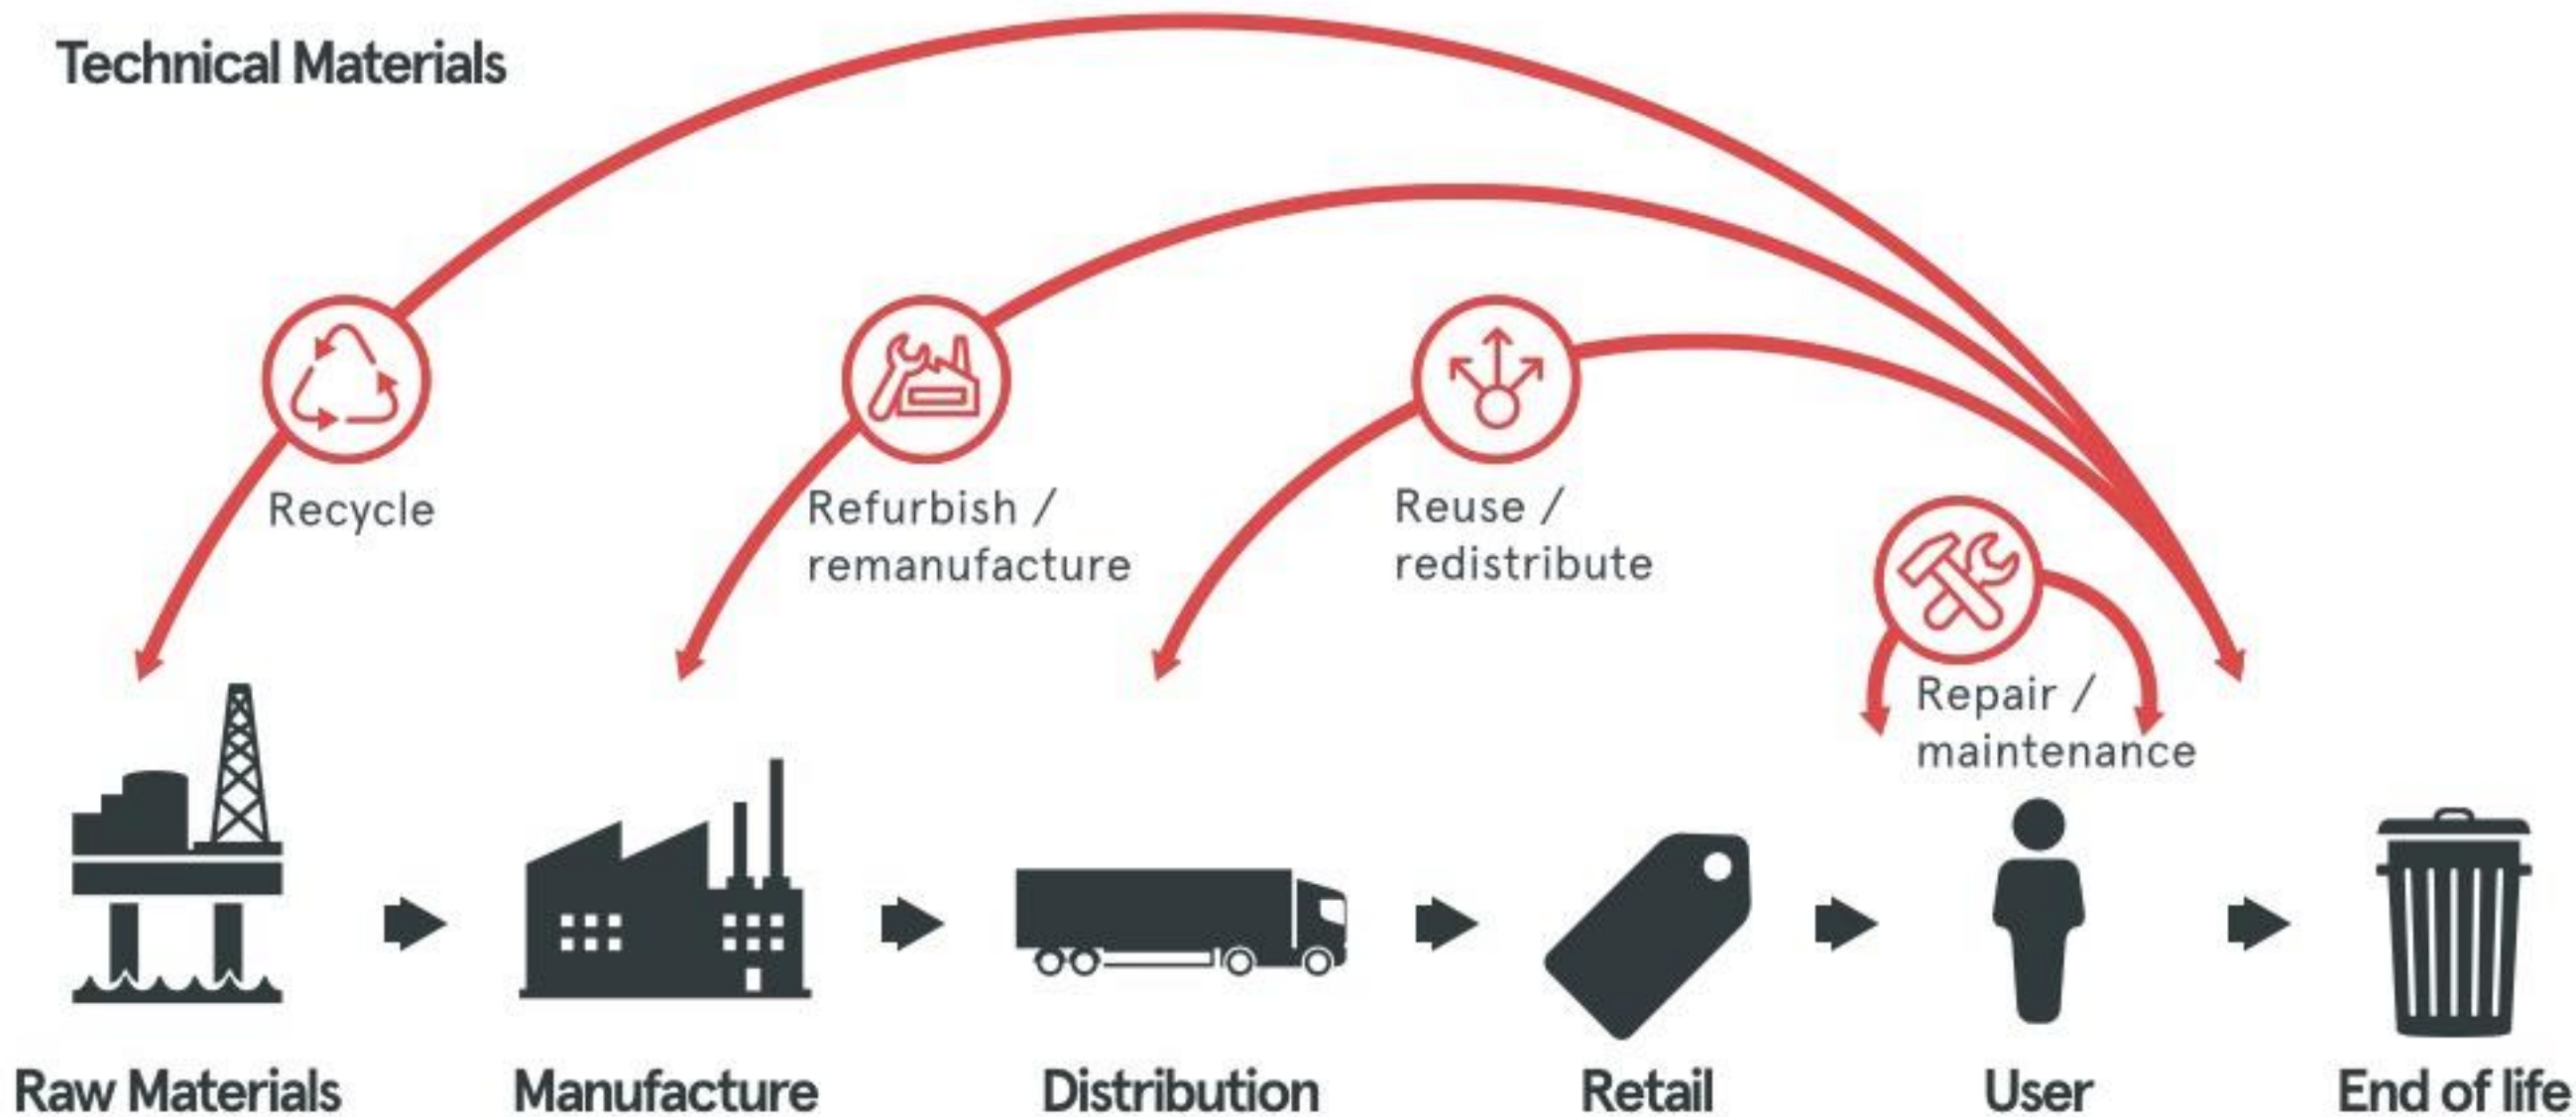 Technical Materials
Recycle
Refurbish /
remanufacture
Reuse /
redistribute
Repair /
maintenance
Raw Materials
Manufacture
Distribution
Retail
User
End of life